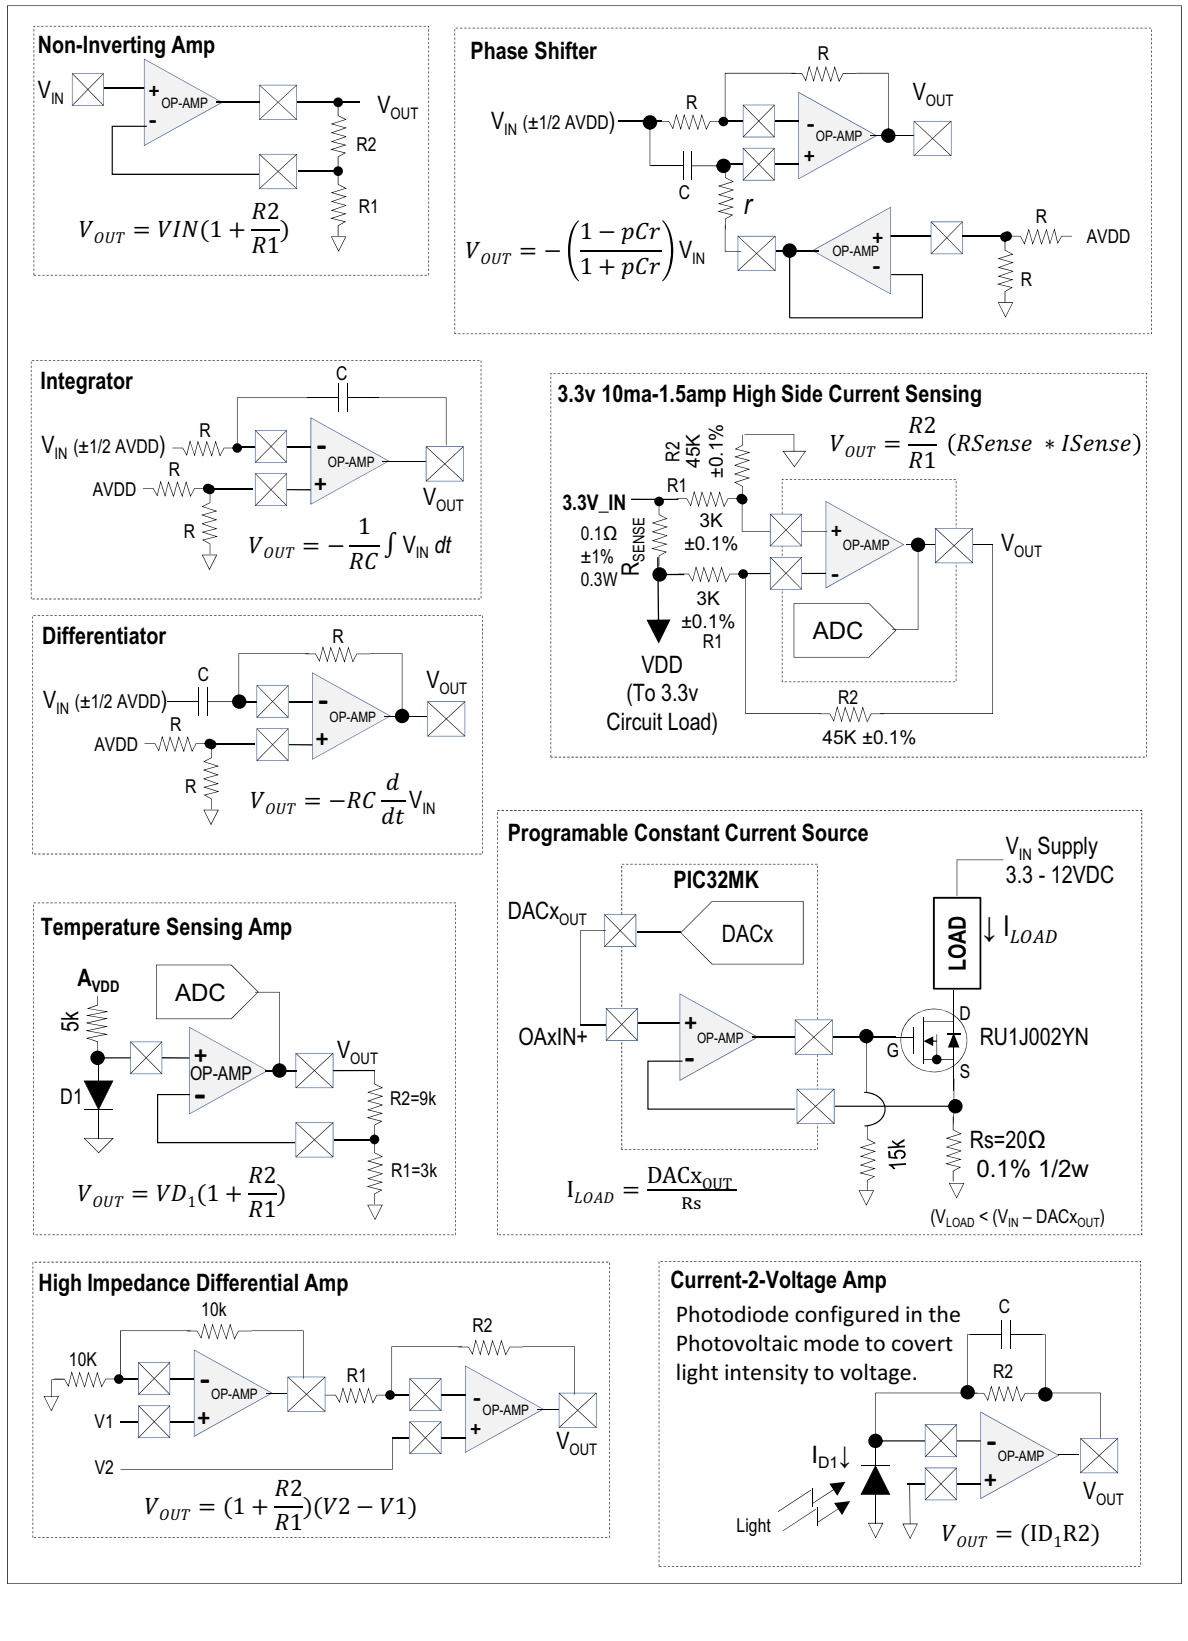 Non-Inverting Amp
V_IN
+
OP-AMP
-
V_OUT
R2
R1
V_OUT = VIN(1 + R2/R1)
Phase Shifter
R
V_IN (±1/2 AVDD)
R
C
-
OP-AMP
+
V_OUT
r
V_OUT = -((1 - pCr)/(1 + pCr)) V_IN
OP-AMP
+
-
R
AVDD
R
Integrator
C
V_IN (±1/2 AVDD)
R
-
OP-AMP
+
AVDD
R
R
V_OUT
V_OUT = -1/RC ∫ V_IN dt
3.3v 10ma-1.5amp High Side Current Sensing
R2
45K
±0.1%
V_OUT = R2/R1 (RSense * ISense)
3.3V_IN
R1
3K
±0.1%
0.1Ω
±1%
0.3W
R_SENSE
3K
±0.1%
R1
+
OP-AMP
-
V_OUT
ADC
VDD
(To 3.3v
Circuit Load)
R2
45K ±0.1%
Differentiator
R
C
V_IN (±1/2 AVDD)
-
OP-AMP
+
V_OUT
AVDD
R
R
V_OUT = -RC d/dt V_IN
Programable Constant Current Source
PIC32MK
DACx_OUT
DACx
OAxIN+
+
OP-AMP
-
V_IN Supply
3.3 - 12VDC
LOAD
↓ I_LOAD
D
G
S
RU1J002YN
15k
Rs=20Ω
0.1% 1/2w
I_LOAD = DACx_OUT/Rs
(V_LOAD < (V_IN – DACx_OUT)
Temperature Sensing Amp
A_VDD
5k
ADC
D1
+
OP-AMP
-
V_OUT
R2=9k
R1=3k
V_OUT = VD_1(1 + R2/R1)
High Impedance Differential Amp
10k
10K
-
OP-AMP
+
V1
V2
R1
R2
-
OP-AMP
+
V_OUT
V_OUT = (1 + R2/R1)(V2 − V1)
Current-2-Voltage Amp
Photodiode configured in the
Photovoltaic mode to covert
light intensity to voltage.
C
R2
I_D1↓
-
OP-AMP
+
Light
V_OUT
V_OUT = (ID_1R2)